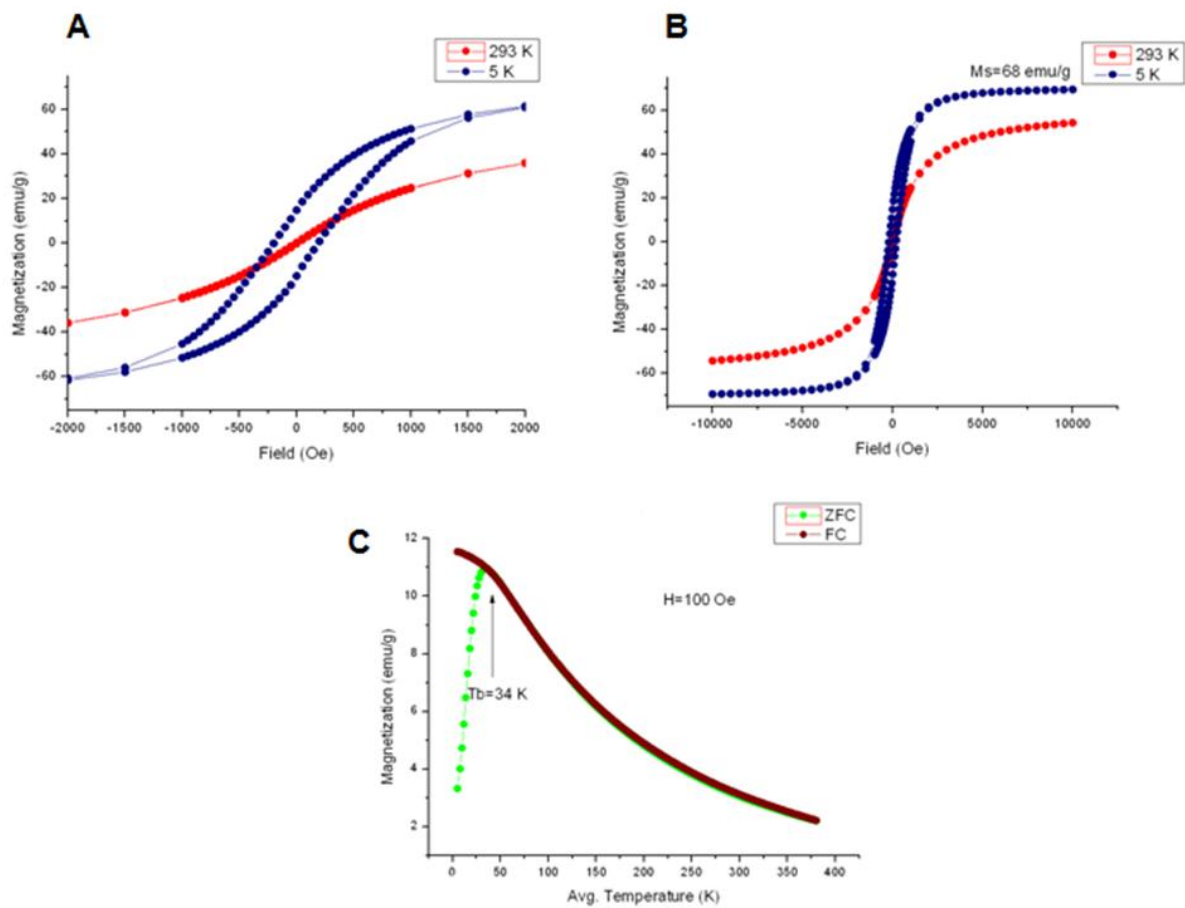 A
293 K
5 K
60
40
20
0
-20
-40
-60
Magnetization (emu/g)
-2000 -1500 -1000 -500 0 500 1000 1500 2000
Field (Oe)
B
293 K
5 K
Ms=68 emu/g
60
40
20
0
-20
-40
-60
Magnetization (emu/g)
-10000 -5000 0 5000 10000
Field (Oe)
C
ZFC
FC
12
10
8
6
4
2
Magnetization (emu/g)
H=100 Oe
Tb=34 K
0 50 100 150 200 250 300 350 400
Avg. Temperature (K)